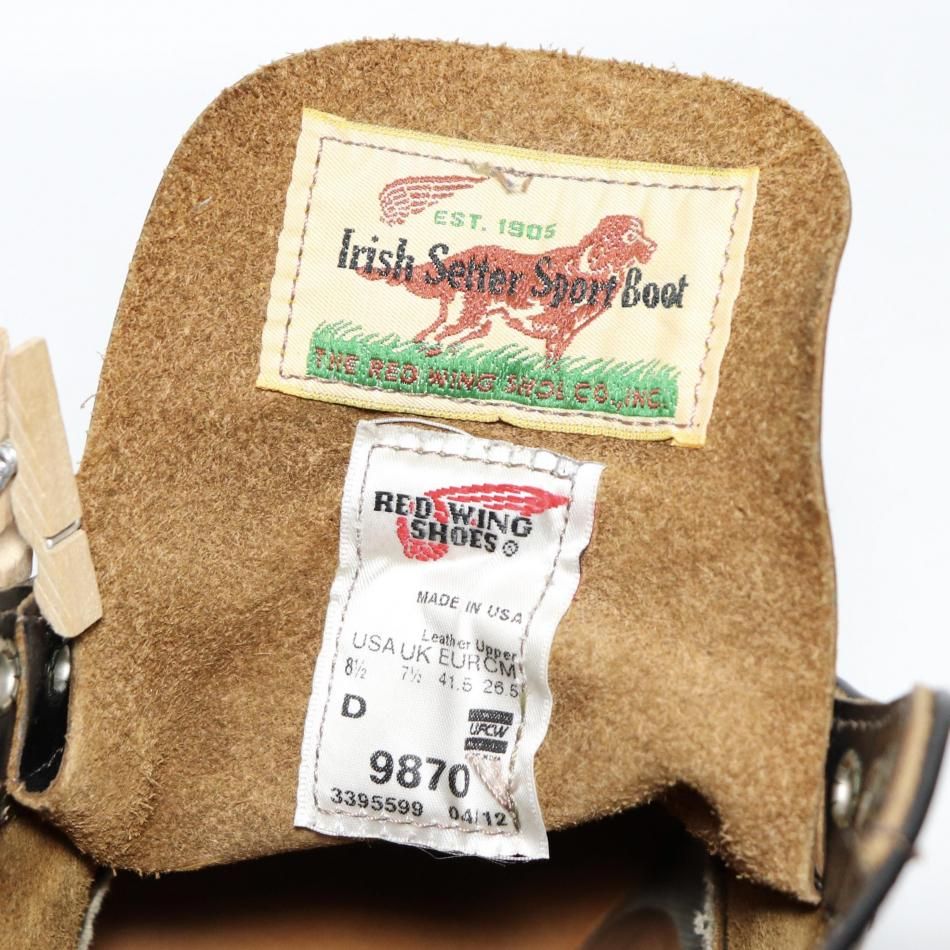 EST. 1905
Irish Setter Sport Boot
THE RED WING SHOE CO., INC.
RED WING
SHOES ®
MADE IN USA
Leather Upper
USA UK EUR CM
8½ 7½ 41.5 26.5
D
UFCW
9870
3395599 04/12